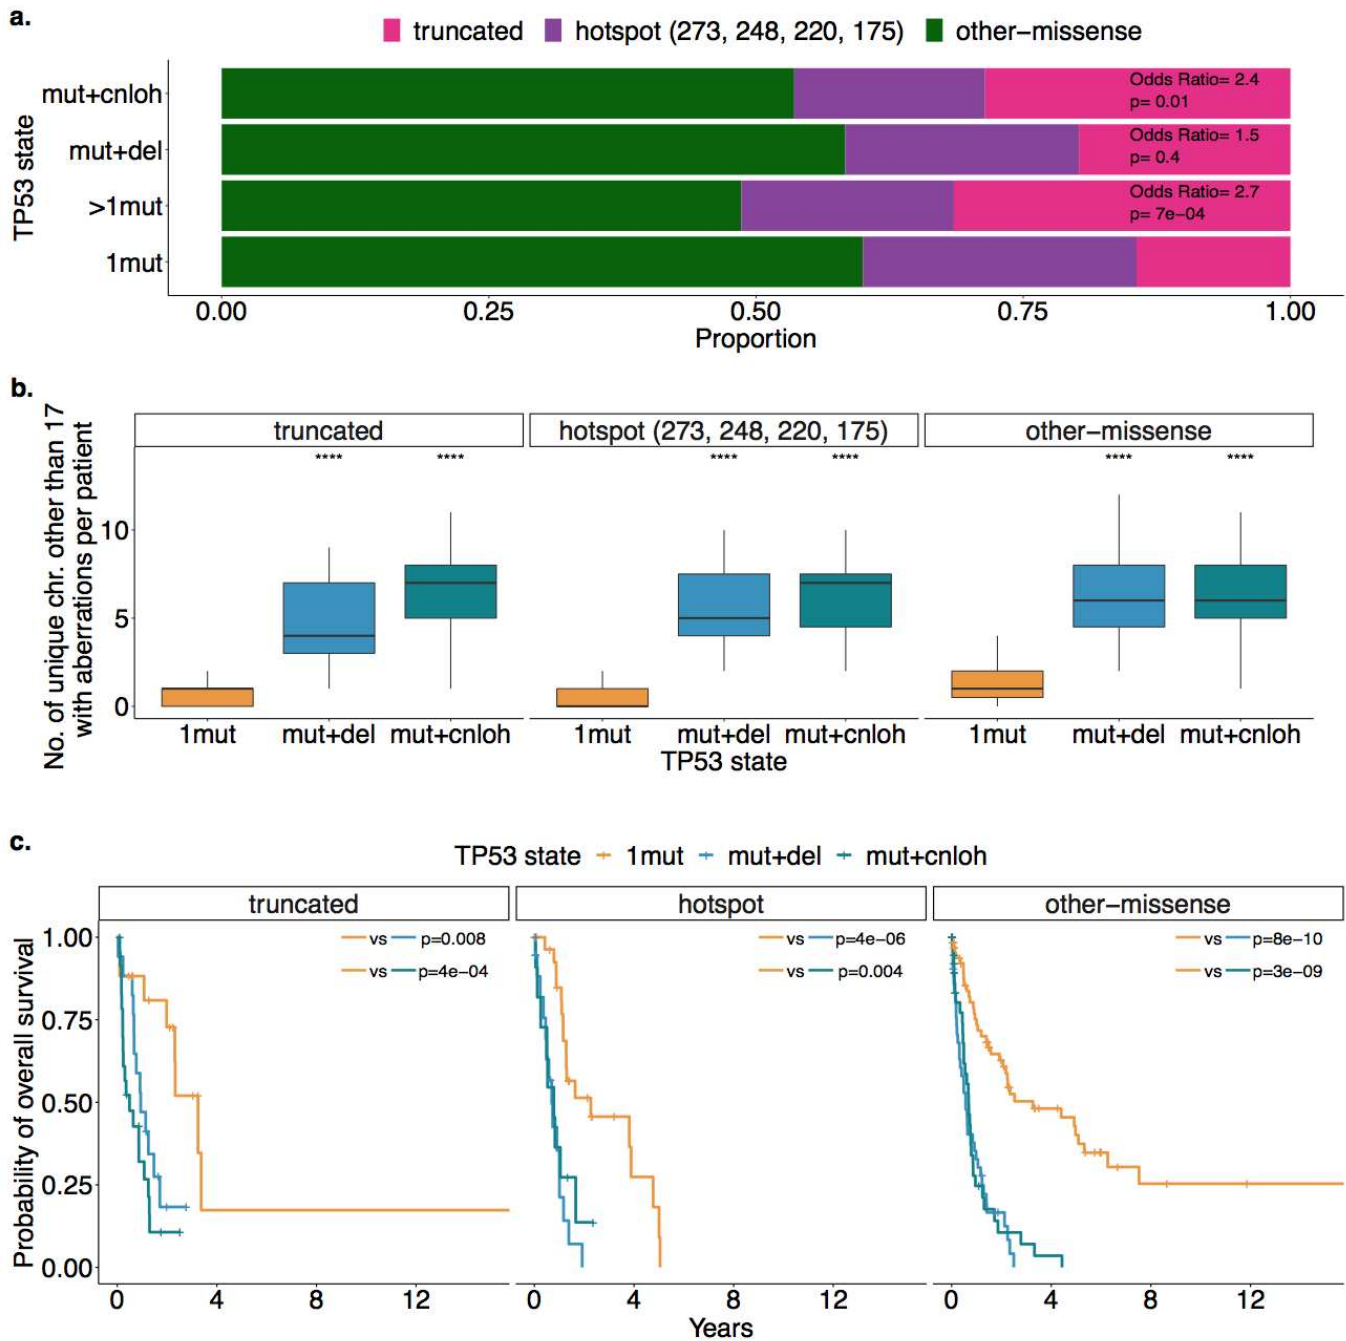 a.
truncated hotspot (273, 248, 220, 175) other−missense
TP53 state
mut+cnloh
Odds Ratio= 2.4
p= 0.01
mut+del
Odds Ratio= 1.5
p= 0.4
>1mut
Odds Ratio= 2.7
p= 7e−04
1mut
0.00 0.25 0.50 0.75 1.00
Proportion
b.
No. of unique chr. other than 17
with aberrations per patient
truncated hotspot (273, 248, 220, 175) other−missense
**** **** **** **** **** ****
10
5
0
1mut mut+del mut+cnloh 1mut mut+del mut+cnloh 1mut mut+del mut+cnloh
TP53 state
c.
TP53 state 1mut mut+del mut+cnloh
truncated hotspot other−missense
Probability of overall survival
1.00
0.75
0.50
0.25
0.00
vs p=0.008
vs p=4e−04
vs p=4e−06
vs p=0.004
vs p=8e−10
vs p=3e−09
0 4 8 12 0 4 8 12 0 4 8 12
Years